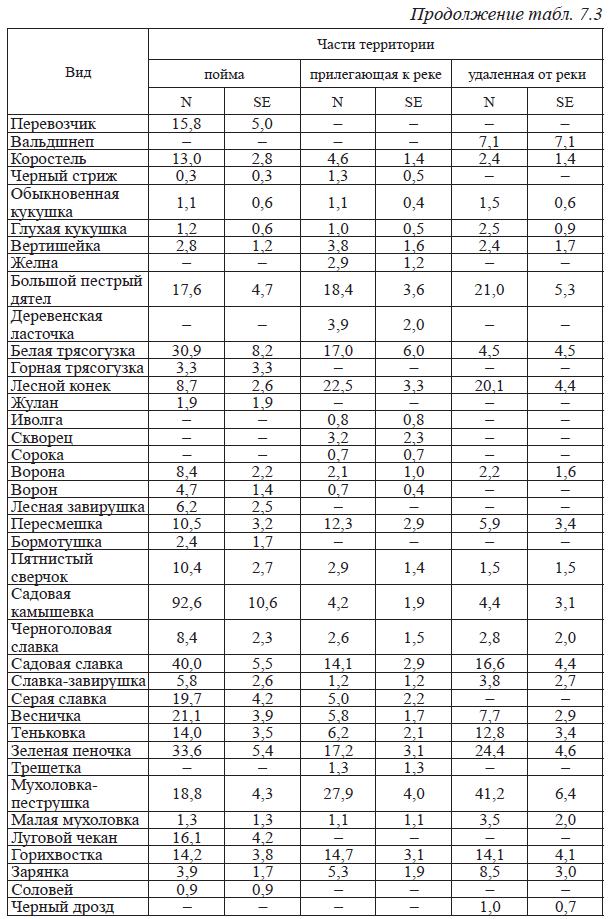 Продолжение табл. 7.3
Вид
Части территории
пойма прилегающая к реке удаленная от реки
N SE N SE N SE
Перевозчик 15,8 5,0 – – – –
Вальдшнеп – – – – 7,1 7,1
Коростель 13,0 2,8 4,6 1,4 2,4 1,4
Черный стриж 0,3 0,3 1,3 0,5 – –
Обыкновенная
кукушка 1,1 0,6 1,1 0,4 1,5 0,6
Глухая кукушка 1,2 0,6 1,0 0,5 2,5 0,9
Вертишейка 2,8 1,2 3,8 1,6 2,4 1,7
Желна – – 2,9 1,2 – –
Большой пестрый
дятел 17,6 4,7 18,4 3,6 21,0 5,3
Деревенская
ласточка – – 3,9 2,0 – –
Белая трясогузка 30,9 8,2 17,0 6,0 4,5 4,5
Горная трясогузка 3,3 3,3 – – – –
Лесной конек 8,7 2,6 22,5 3,3 20,1 4,4
Жулан 1,9 1,9 – – – –
Иволга – – 0,8 0,8 – –
Скворец – – 3,2 2,3 – –
Сорока – – 0,7 0,7 – –
Ворона 8,4 2,2 2,1 1,0 2,2 1,6
Ворон 4,7 1,4 0,7 0,4 – –
Лесная завирушка 6,2 2,5 – – – –
Пересмешка 10,5 3,2 12,3 2,9 5,9 3,4
Бормотушка 2,4 1,7 – – – –
Пятнистый
сверчок 10,4 2,7 2,9 1,4 1,5 1,5
Садовая
камышевка 92,6 10,6 4,2 1,9 4,4 3,1
Черноголовая
славка 8,4 2,3 2,6 1,5 2,8 2,0
Садовая славка 40,0 5,5 14,1 2,9 16,6 4,4
Славка-завирушка 5,8 2,6 1,2 1,2 3,8 2,7
Серая славка 19,7 4,2 5,0 2,2 – –
Весничка 21,1 3,9 5,8 1,7 7,7 2,9
Теньковка 14,0 3,5 6,2 2,1 12,8 3,4
Зеленая пеночка 33,6 5,4 17,2 3,1 24,4 4,6
Трещетка – – 1,3 1,3 – –
Мухоловка-
пеструшка 18,8 4,3 27,9 4,0 41,2 6,4
Малая мухоловка 1,3 1,3 1,1 1,1 3,5 2,0
Луговой чекан 16,1 4,2 – – – –
Горихвостка 14,2 3,8 14,7 3,1 14,1 4,1
Зарянка 3,9 1,7 5,3 1,9 8,5 3,0
Соловей 0,9 0,9 – – – –
Черный дрозд – – – – 1,0 0,7